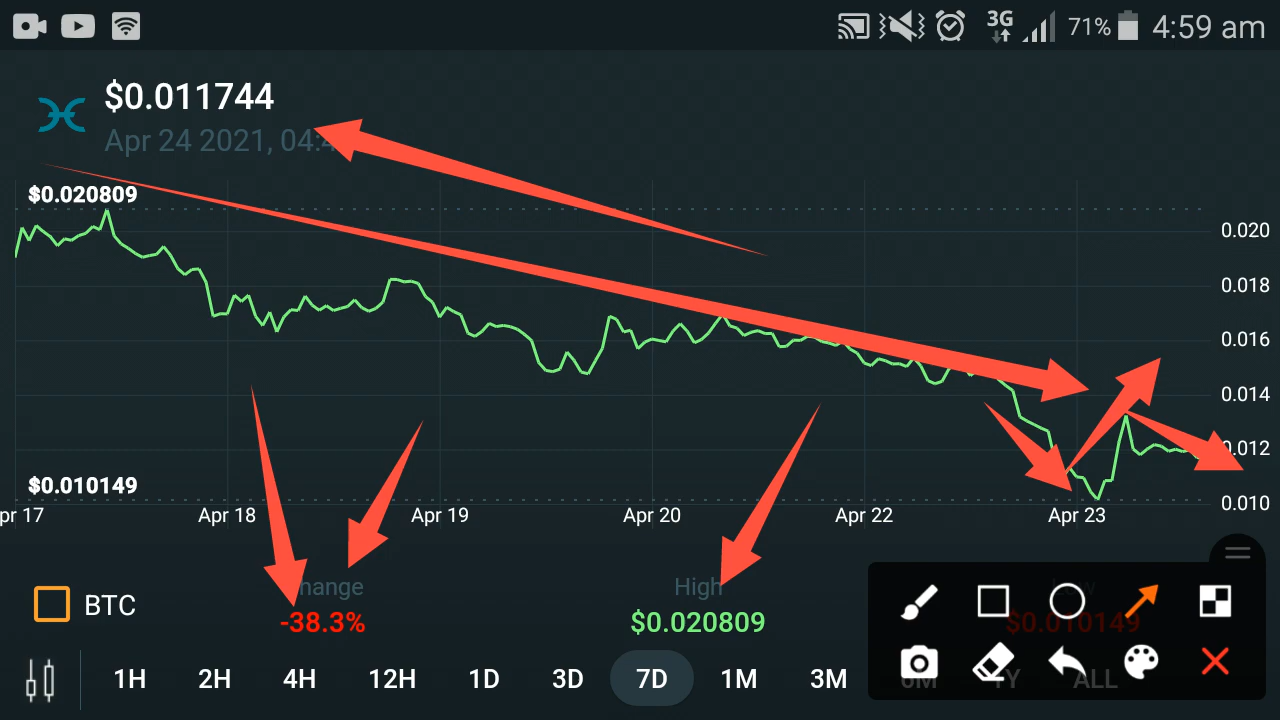 3G 71% 4:59 am
$0.011744
Apr 24 2021, 04:4
$0.020809
0.020
0.018
0.016
0.014
0.012
$0.010149
0.010
pr 17 Apr 18 Apr 19 Apr 20 Apr 22 Apr 23
hange High
BTC -38.3% $0.020809 $0.010149
1H 2H 4H 12H 1D 3D 7D 1M 3M 6M 1Y ALL